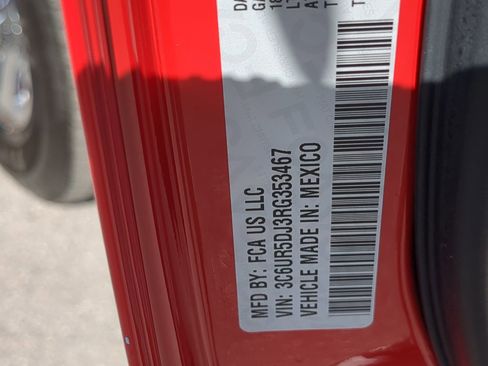 MFD BY: FCA US LLC
VIN: 3C6UR5DJ3RG353467
VEHICLE MADE IN: MEXICO